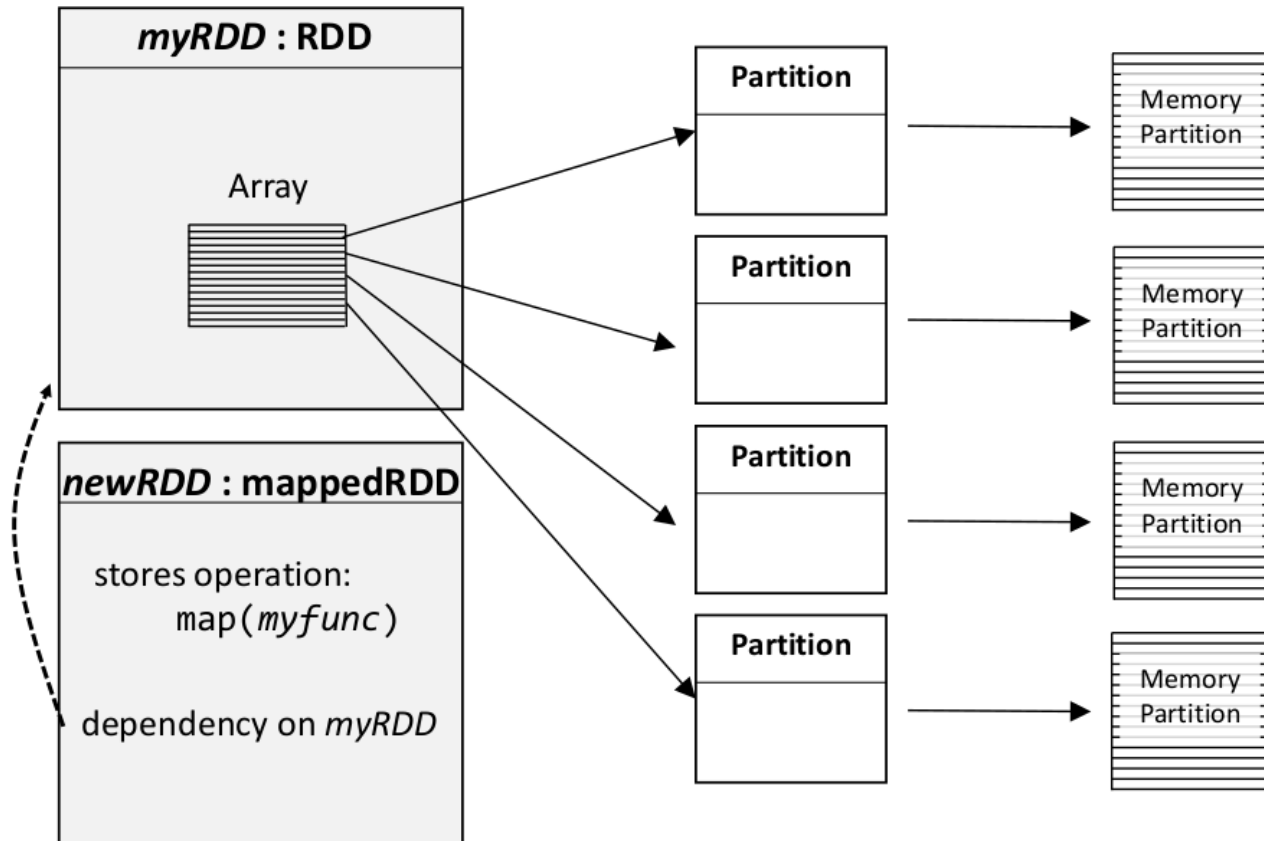 myRDD : RDD
Array
newRDD : mappedRDD
stores operation:
map(myfunc)
dependency on myRDD
Partition
Memory
Partition
Partition
Memory
Partition
Partition
Memory
Partition
Partition
Memory
Partition